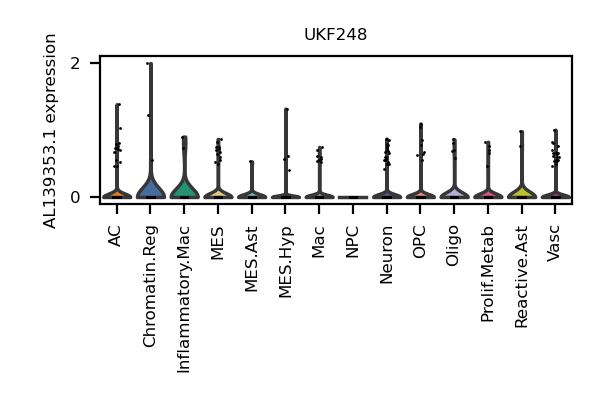 UKF248
AL139353.1 expression
2
0
AC
Chromatin.Reg
Inflammatory.Mac
MES
MES.Ast
MES.Hyp
Mac
NPC
Neuron
OPC
Oligo
Prolif.Metab
Reactive.Ast
Vasc